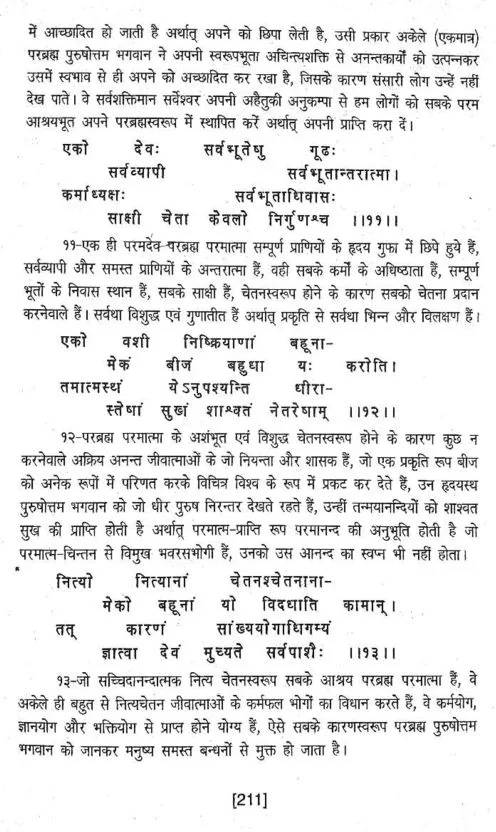 में आच्छादित हो जाती है अर्थात् अपने को छिपा लेती है, उसी प्रकार अकेले (एकमात्र)
परब्रह्म पुरुषोत्तम भगवान ने अपनी स्वरूपभूता अचिन्त्यशक्ति से अनन्तकार्यों को उत्पन्नकर
उसमें स्वभाव से ही अपने को अच्छादित कर रखा है, जिसके कारण संसारी लोग उन्हें नहीं
देख पाते। वे सर्वशक्तिमान सर्वेश्वर अपनी अहैतुकी अनुकम्पा से हम लोगों को सबके परम
आश्रयभूत अपने परब्रह्मस्वरूप में स्थापित करें अर्थात् अपनी प्राप्ति करा दें।
एको देवः सर्वभूतेषु गूढः
सर्वव्यापी सर्वभूतान्तरात्मा।
कर्माध्यक्षः सर्वभूताधिवासः
साक्षी चेता केवलो निर्गुणश्च ।।११।।
११-एक ही परमदेव परब्रह्म परमात्मा सम्पूर्ण प्राणियों के हृदय गुफा में छिपे हुये हैं,
सर्वव्यापी और समस्त प्राणियों के अन्तरात्मा हैं, वही सबके कर्मों के अधिष्ठाता हैं, सम्पूर्ण
भूतों के निवास स्थान हैं, सबके साक्षी हैं, चेतनस्वरूप होने के कारण सबको चेतना प्रदान
करनेवाले हैं। सर्वथा विशुद्ध एवं गुणातीत हैं अर्थात् प्रकृति से सर्वथा भिन्न और विलक्षण हैं।
एको वशी निष्क्रियाणां बहूना-
मेकं बीजं बहुधा यः करोति।
तमात्मस्थं येऽनुपश्यन्ति धीरा-
स्तेषां सुखं शाश्वतं नेतरेषाम् ।।१२।।
१२-परब्रह्म परमात्मा के अशंभूत एवं विशुद्ध चेतनस्वरूप होने के कारण कुछ न
करनेवाले अक्रिय अनन्त जीवात्माओं के जो नियन्ता और शासक हैं, जो एक प्रकृति रूप बीज
को अनेक रूपों में परिणत करके विचित्र विश्व के रूप में प्रकट कर देते हैं, उन हृदयस्थ
पुरुषोत्तम भगवान को जो धीर पुरुष निरन्तर देखते रहते हैं, उन्हीं तन्मयानन्दियों को शाश्वत
सुख की प्राप्ति होती है अर्थात् परमात्म-प्राप्ति रूप परमानन्द की अनुभूति होती है जो
परमात्म-चिन्तन से विमुख भवरसभोगी हैं, उनको उस आनन्द का स्वप्न भी नहीं होता।
नित्यो नित्यानां चेतनश्चेतनाना-
मेको बहूनां यो विदधाति कामान्।
तत् कारणं सांख्ययोगाधिगम्यं
ज्ञात्वा देवं मुच्यते सर्वपाशैः ।।१३।।
१३-जो सच्चिदानन्दात्मक नित्य चेतनस्वरूप सबके आश्रय परब्रह्म परमात्मा हैं, वे
अकेले ही बहुत से नित्यचेतन जीवात्माओं के कर्मफल भोगों का विधान करते हैं, वे कर्मयोग,
ज्ञानयोग और भक्तियोग से प्राप्त होने योग्य हैं, ऐसे सबके कारणस्वरूप परब्रह्म पुरुषोत्तम
भगवान को जानकर मनुष्य समस्त बन्धनों से मुक्त हो जाता है।
[211]